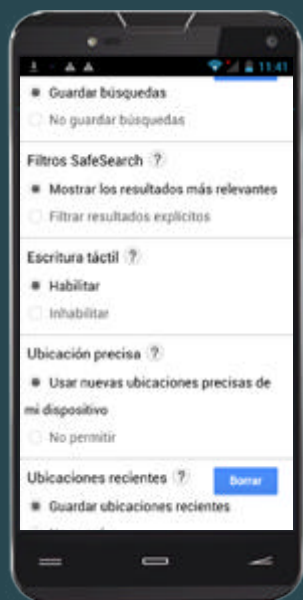 11:41
Guardar búsquedas
No guardar búsquedas
Filtros SafeSearch ?
Mostrar los resultados más relevantes
Filtrar resultados explícitos
Escritura táctil ?
Habilitar
Inhabilitar
Ubicación precisa ?
Usar nuevas ubicaciones precisas de
mi dispositivo
No permitir
Ubicaciones recientes ? Borrar
Guardar ubicaciones recientes